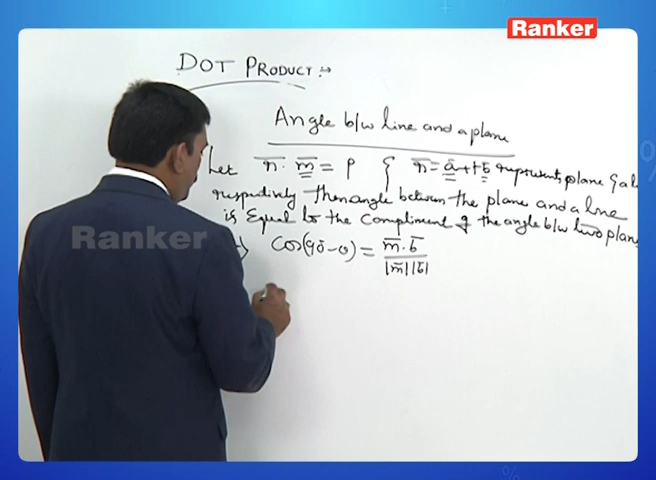 Ranker
DOT PRODUCT :→
Angle b/w line and a plane
Let r̅ · m̅ = P { r̅ = a̅ + t b̅ represents plane & a l
respectively Then angle between the plane and a line
is Equal to the Compliment of the angle b/w two plane
Ranker
⇒ Cos(90 - θ) = m̅ · b̅ / |m̅| |b̅|